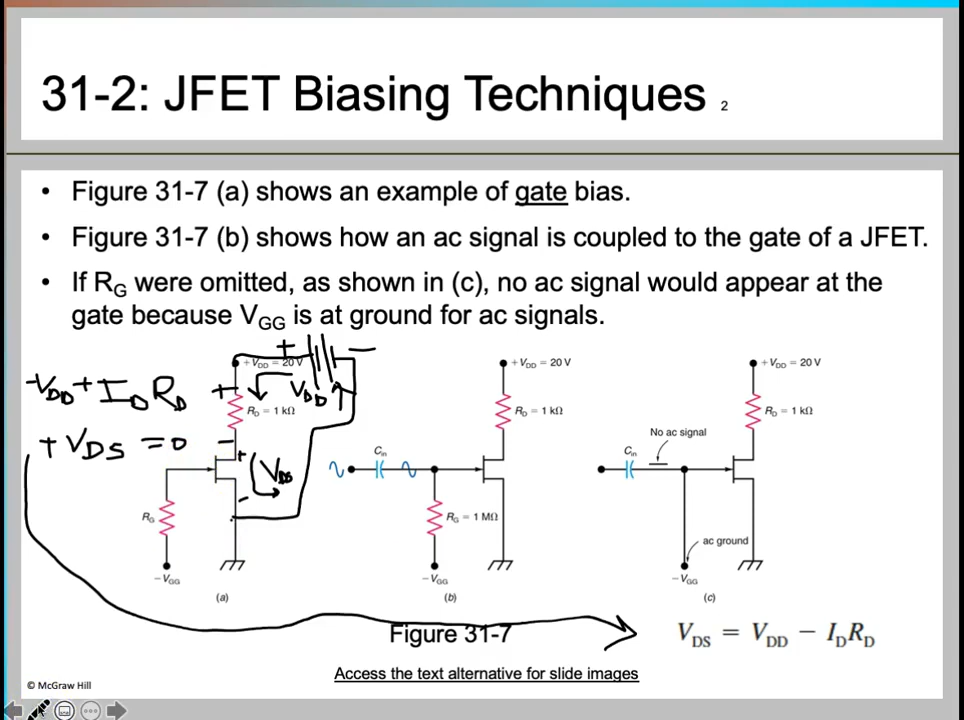 31-2: JFET Biasing Techniques 2
• Figure 31-7 (a) shows an example of gate bias.
• Figure 31-7 (b) shows how an ac signal is coupled to the gate of a JFET.
• If RG were omitted, as shown in (c), no ac signal would appear at the
gate because VGG is at ground for ac signals.
+ −
+VDD = 20 V
-VDD + IDRD
+ VDS = 0
+
VDD
RD = 1 kΩ
−
+
VDS
−
RG
−VGG
(a)
+VDD = 20 V
RD = 1 kΩ
Cin
RG = 1 MΩ
−VGG
(b)
+VDD = 20 V
RD = 1 kΩ
No ac signal
Cin
ac ground
−VGG
(c)
Figure 31-7
VDS = VDD − IDRD
Access the text alternative for slide images
© McGraw Hill